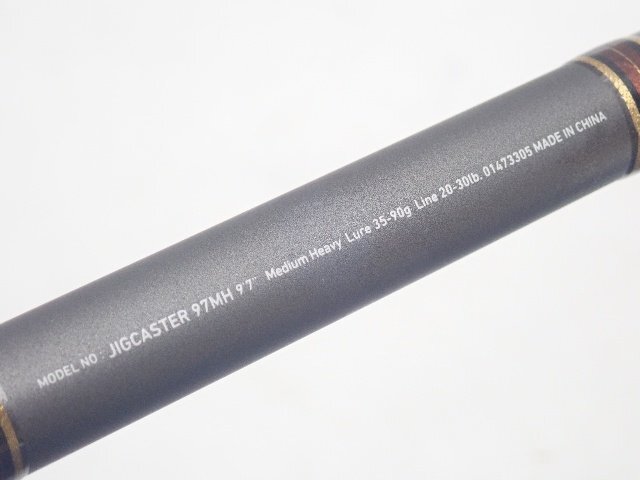 MODEL NO : JIGCASTER 97MH 9'7" Medium Heavy Lure 35-90g Line 20-30lb. 01473305 MADE IN CHINA